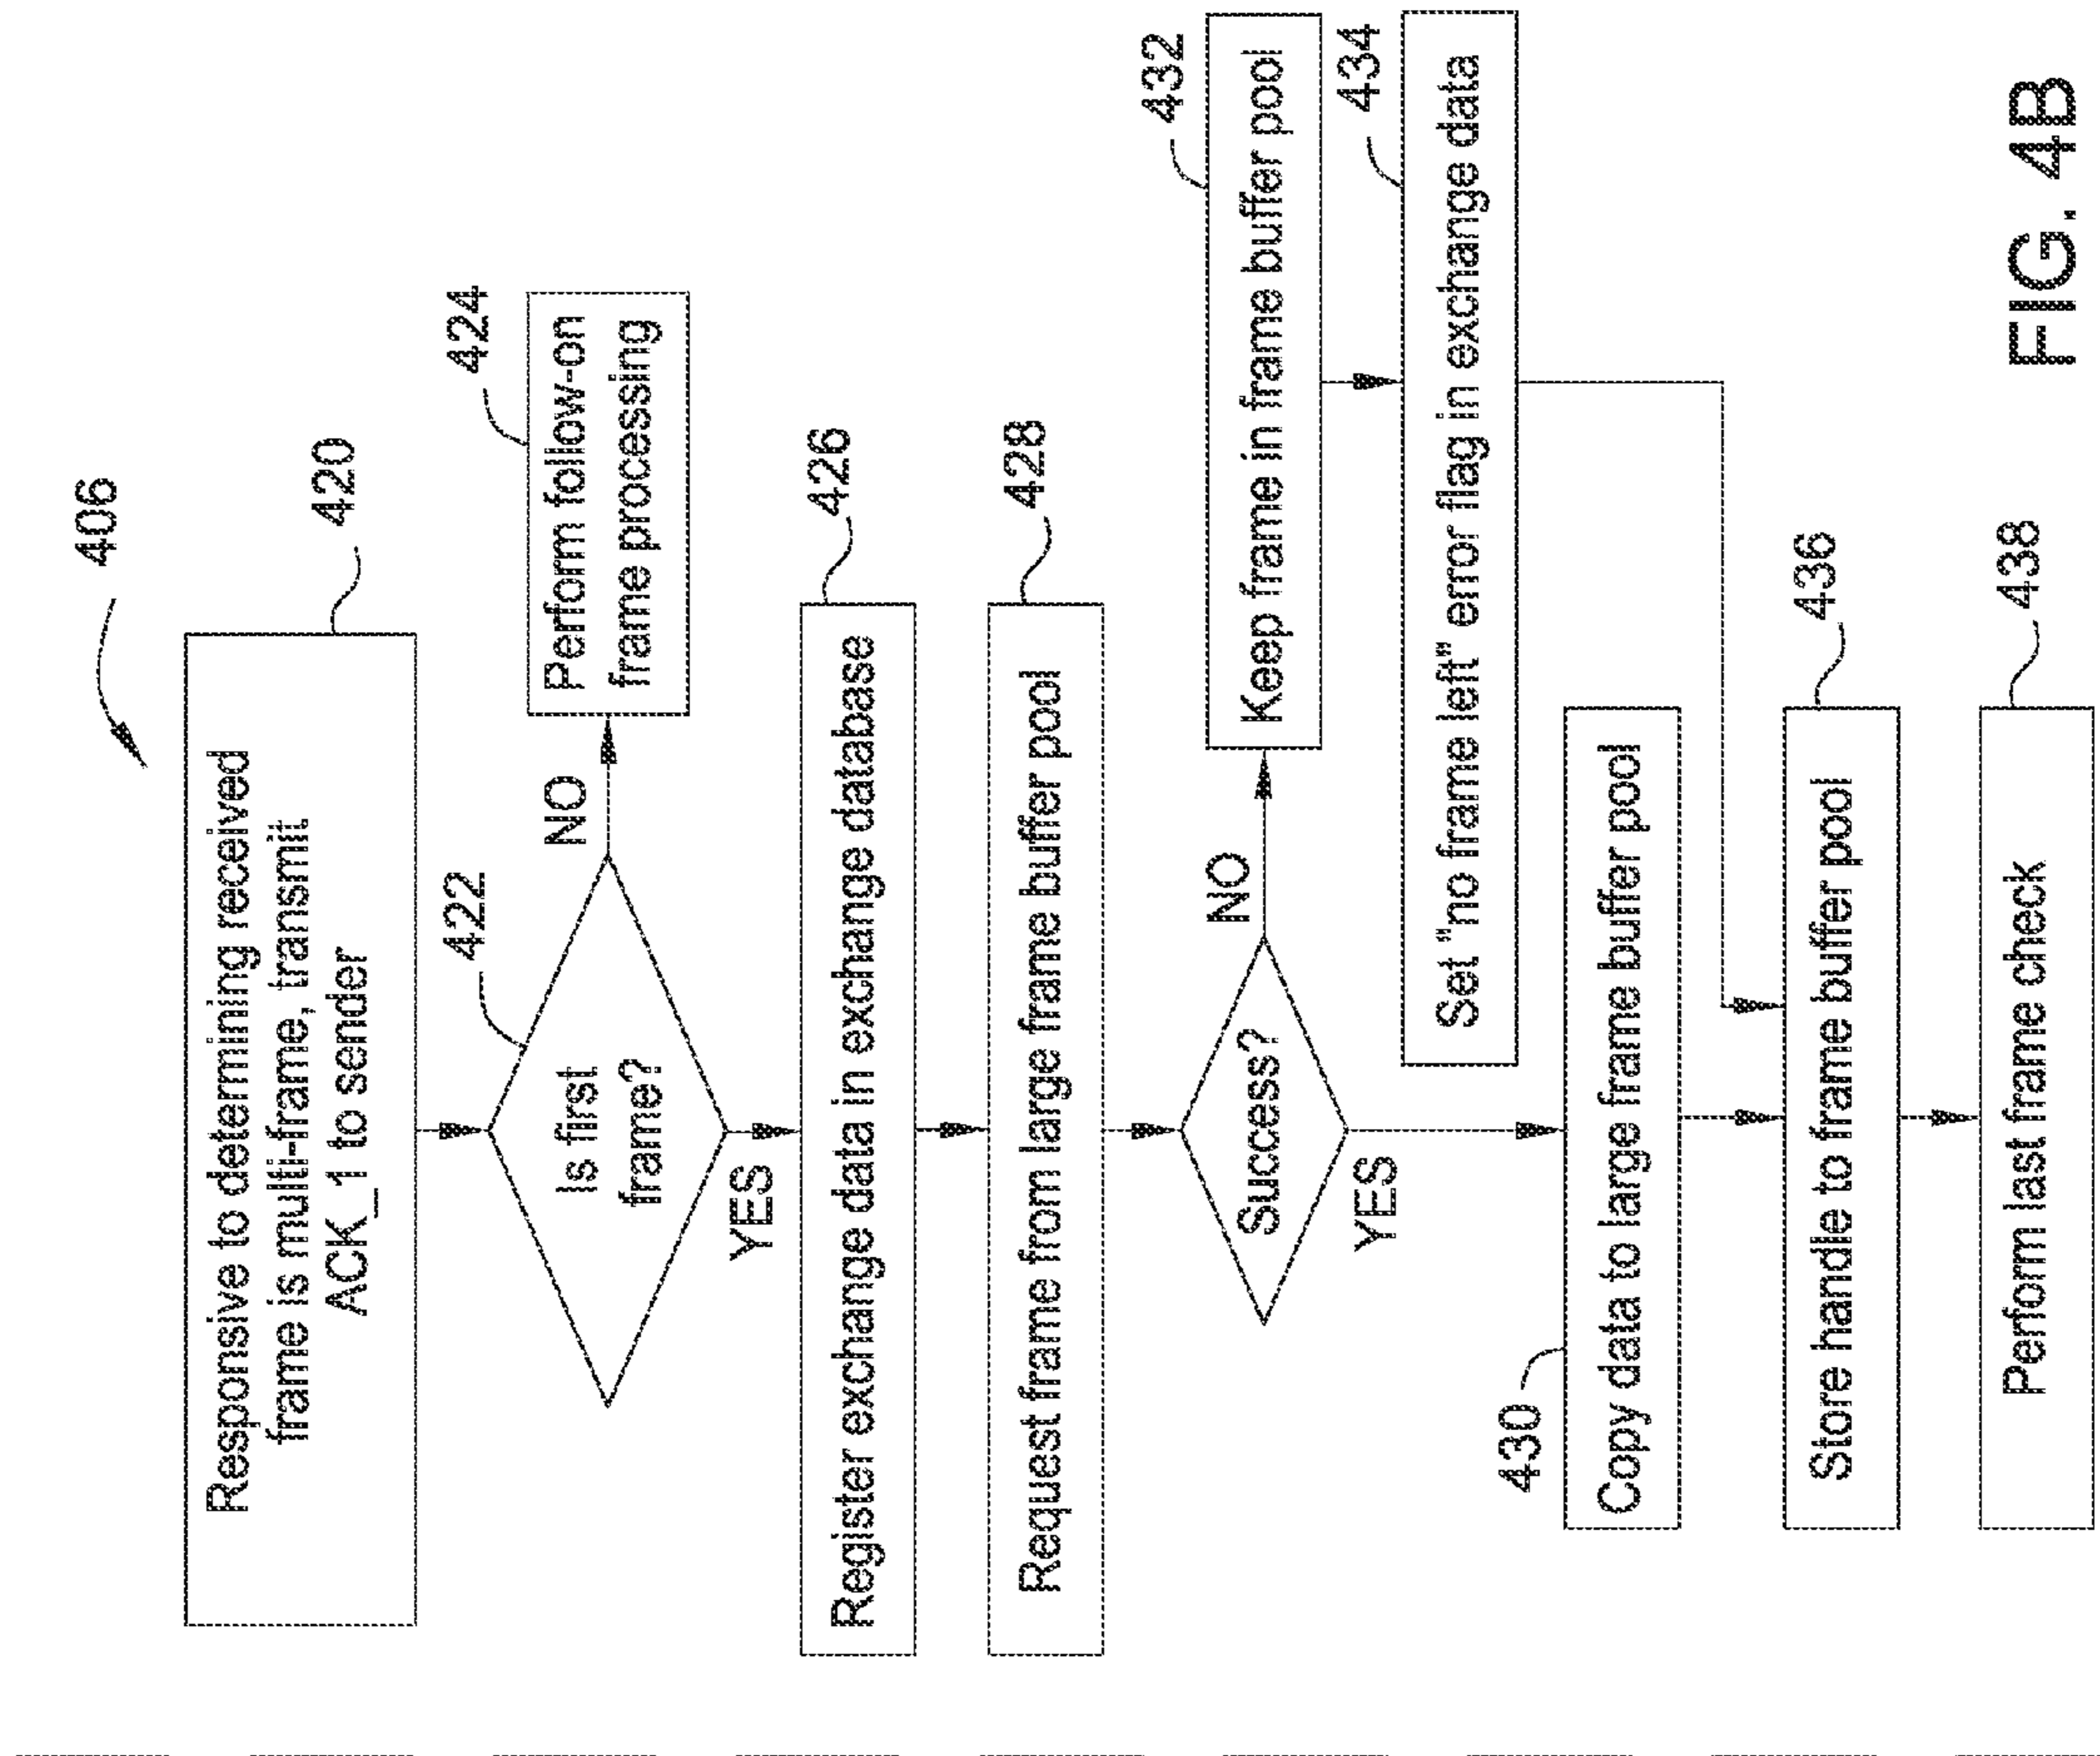 406
Responsive to determining received
frame is multi-frame, transmit
ACK_1 to sender
420
422
Is first
frame?
NO
424
Perform follow-on
frame processing
YES
Register exchange data in exchange database
426
Request frame from large frame buffer pool
428
Success?
NO
432
Keep frame in frame buffer pool
434
Set "no frame left" error flag in exchange data
YES
430
Copy data to large frame buffer pool
Store handle to frame buffer pool
436
Perform last frame check
438
FIG. 4B